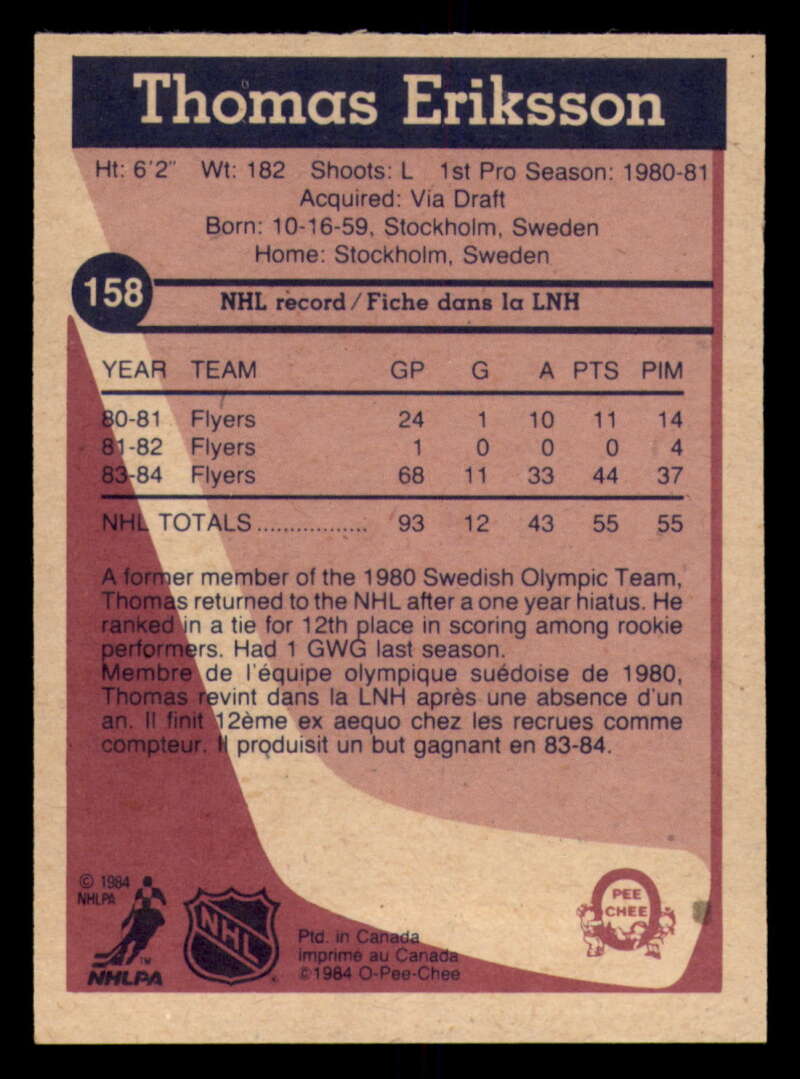 Thomas Eriksson
Ht: 6'2" Wt: 182 Shoots: L 1st Pro Season: 1980-81
Acquired: Via Draft
Born: 10-16-59, Stockholm, Sweden
Home: Stockholm, Sweden
158
NHL record/Fiche dans la LNH
YEAR TEAM GP G A PTS PIM
80-81 Flyers 24 1 10 11 14
81-82 Flyers 1 0 0 0 4
83-84 Flyers 68 11 33 44 37
NHL TOTALS................. 93 12 43 55 55
A former member of the 1980 Swedish Olympic Team,
Thomas returned to the NHL after a one year hiatus. He
ranked in a tie for 12th place in scoring among rookie
performers. Had 1 GWG last season.
Membre de l'équipe olympique suédoise de 1980,
Thomas revint dans la LNH après une absence d'un
an. Il finit 12ème ex aequo chez les recrues comme
compteur. Il produisit un but gagnant en 83-84.
© 1984
NHLPA
TM
NHLPA
NHL
Ptd. in Canada
imprimé au Canada
©1984 O-Pee-Chee
PEE
CHEE